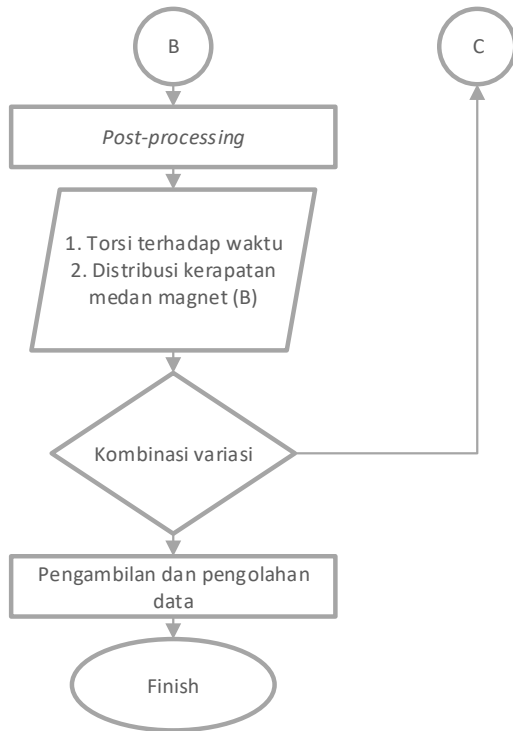 B
C
Post-processing
1. Torsi terhadap waktu
2. Distribusi kerapatan
medan magnet (B)
Kombinasi variasi
Pengambilan dan pengolahan
data
Finish